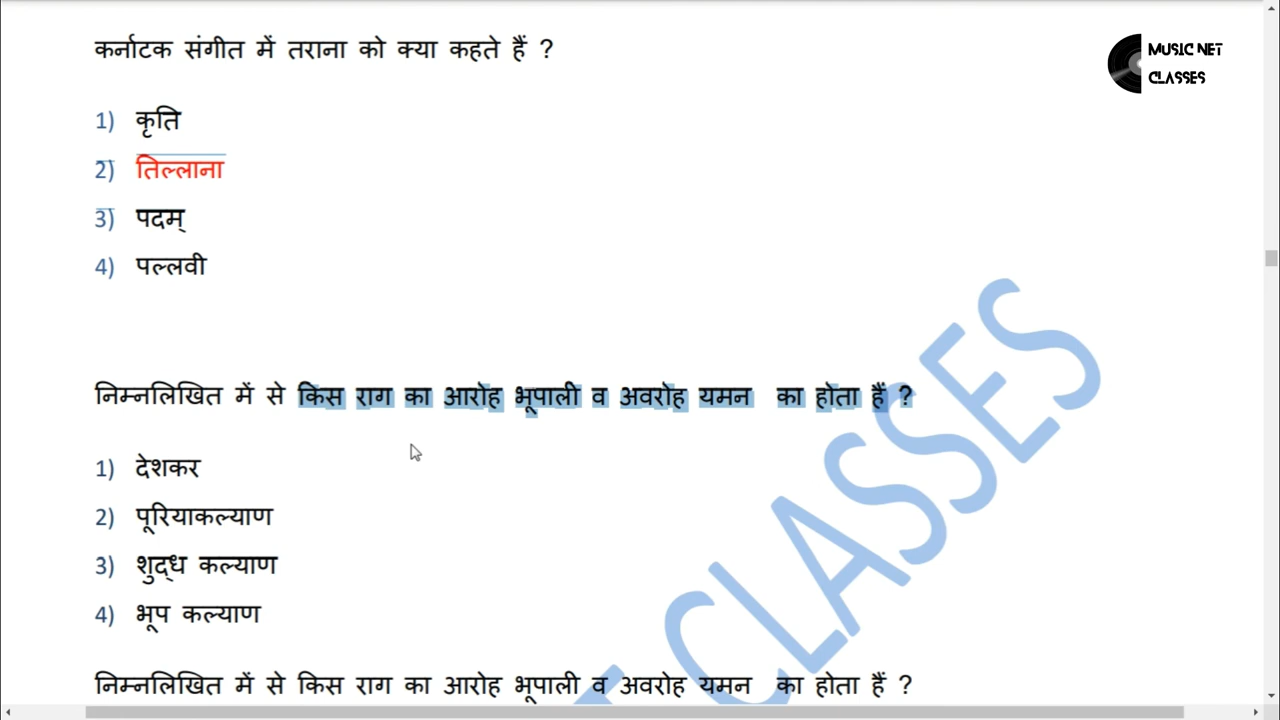 कर्नाटक संगीत में तराना को क्या कहते हैं ?
MUSIC NET
CLASSES
1) कृति
2) तिल्लाना
3) पदम्
4) पल्लवी
निम्नलिखित में से किस राग का आरोह भूपाली व अवरोह यमन का होता हैं ?
1) देशकर
2) पूरियाकल्याण
3) शुद्ध कल्याण
4) भूप कल्याण
निम्नलिखित में से किस राग का आरोह भूपाली व अवरोह यमन का होता हैं ?
CLASSES